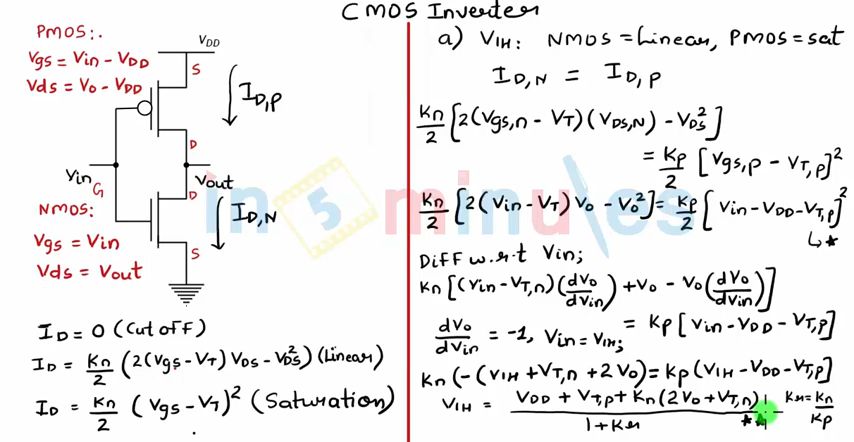 CMOS Inverter
PMOS:.
Vgs = Vin - VDD
Vds = Vo - VDD
VDD
S
ID,P
D
Vin
G
Vout
D
NMOS:
Vgs = Vin
Vds = Vout
ID,N
S
ID = 0 (Cut off)
ID = Kn/2 (2(Vgs - VT) VDS - VDS²) (Linear)
ID = Kn/2 (Vgs - VT)² (Saturation)
a) VIH: NMOS = Linear, PMOS = sat
ID,N = ID,P
Kn/2 [2(Vgs,n - VT)(VDS,N) - VDS²]
= Kp/2 [Vgs,p - VT,p]²
Kn/2 [2(Vin - VT) Vo - Vo²] = Kp/2 [Vin - VDD - VT,p]²
↳*
Diff w.r.t Vin;
Kn[(Vin - VT,n)(dVo/dVin) + Vo - Vo(dVo/dVin)]
= Kp[Vin - VDD - VT,p]
dVo/dVin = -1, Vin = VIH;
Kn(-(VIH + VT,n + 2Vo) = Kp(VIH - VDD - VT,p]
VIH = VDD + VT,p + Kn(2Vo + VT,n) / 1 + Kr
**
Kr = Kn/Kp
in 5 minutes